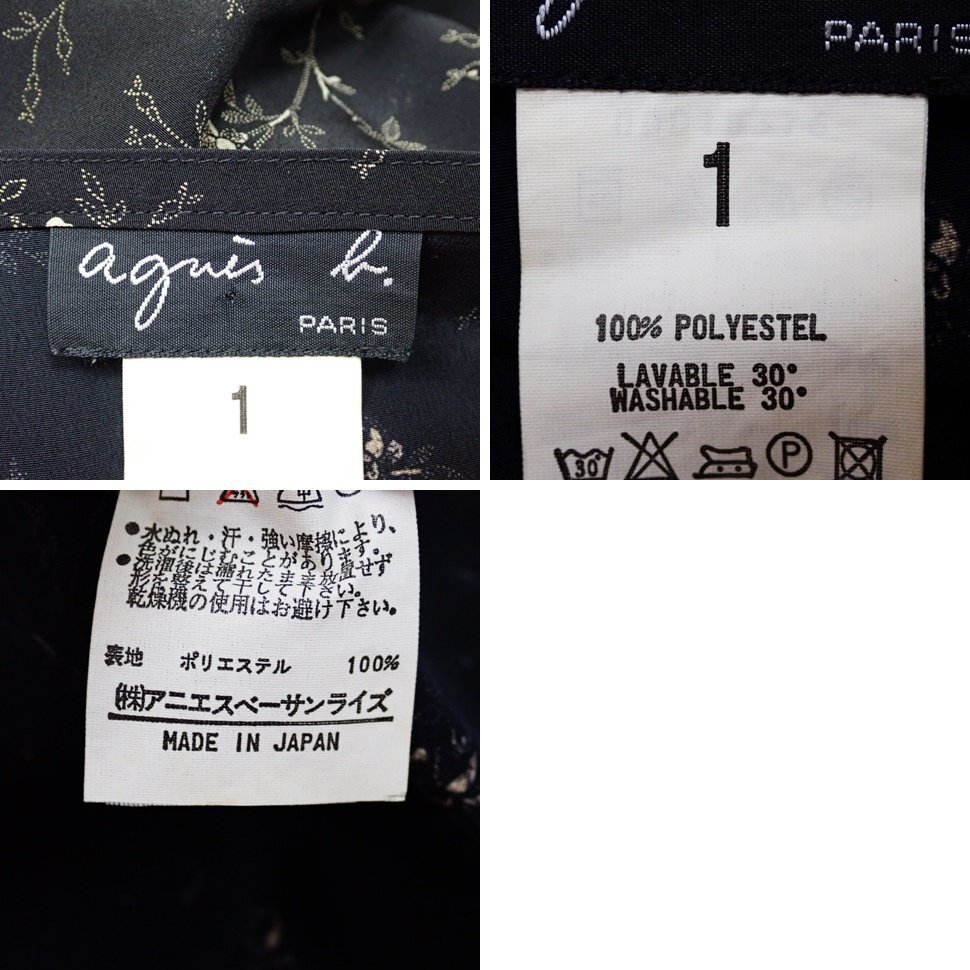 agnès b.
PARIS
1
PARIS
1
100% POLYESTEL
LAVABLE 30°
WASHABLE 30°
30°
P
●水ぬれ・汗・強い摩擦により、
色がにじむことがあります。
●洗濯後は濡れたまま放置せず
形を整えて干して下さい。
乾燥機の使用はお避け下さい。
表地 ポリエステル 100%
(株)アニエスベーサンライズ
MADE IN JAPAN